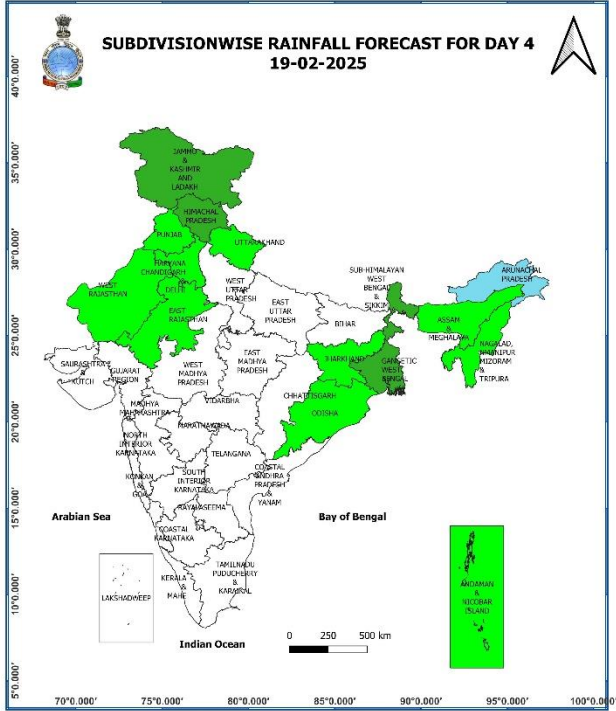 SUBDIVISIONWISE RAINFALL FORECAST FOR DAY 4
19-02-2025
40°0.000'
35°0.000'
30°0.000'
25°0.000'
20°0.000'
15°0.000'
10°0.000'
5°0.000'
JAMMU
&
KASHMIR
AND
LADAKH
HIMACHAL
PRADESH
PUNJAB
UTTARAKHAND
HARYANA
CHANDIGARH
&
DELHI
WEST
RAJASTHAN
EAST
RAJASTHAN
WEST
UTTAR
PRADESH
EAST
UTTAR
PRADESH
SUB-HIMALAYAN
WEST
BENGAL
&
SIKKIM
ARUNACHAL
PRADESH
BIHAR
ASSAM
&
MEGHALAYA
NAGALAD,
MANIPUR
MIZORAM
&
TRIPURA
SAURASHTRA
&
KUTCH
GUJARAT
REGION
WEST
MADHYA
PRADESH
EAST
MADHYA
PRADESH
JHARKHAND
GANGETIC
WEST
BENGAL
CHHATTISGARH
ODISHA
MADHYA
MAHARASHTRA
VIDARBHA
MARATHAWADA
NORTH
INTERIOR
KARNATAKA
TELANGANA
KONKAN
&
GOA
SOUTH
INTERIOR
KARNATAKA
COASTAL
ANDHRA
PRADESH
&
YANAM
RAYALASEEMA
COASTAL
KARNATAKA
Arabian Sea
Bay of Bengal
LAKSHADWEEP
KERALA
&
MAHE
TAMILNADU
PUDUCHERRY
&
KARAIKAL
ANDAMAN
&
NICOBAR
ISLAND
Indian Ocean
0 250 500 km
70°0.000' 75°0.000' 80°0.000' 85°0.000' 90°0.000' 95°0.000' 100°0.000'